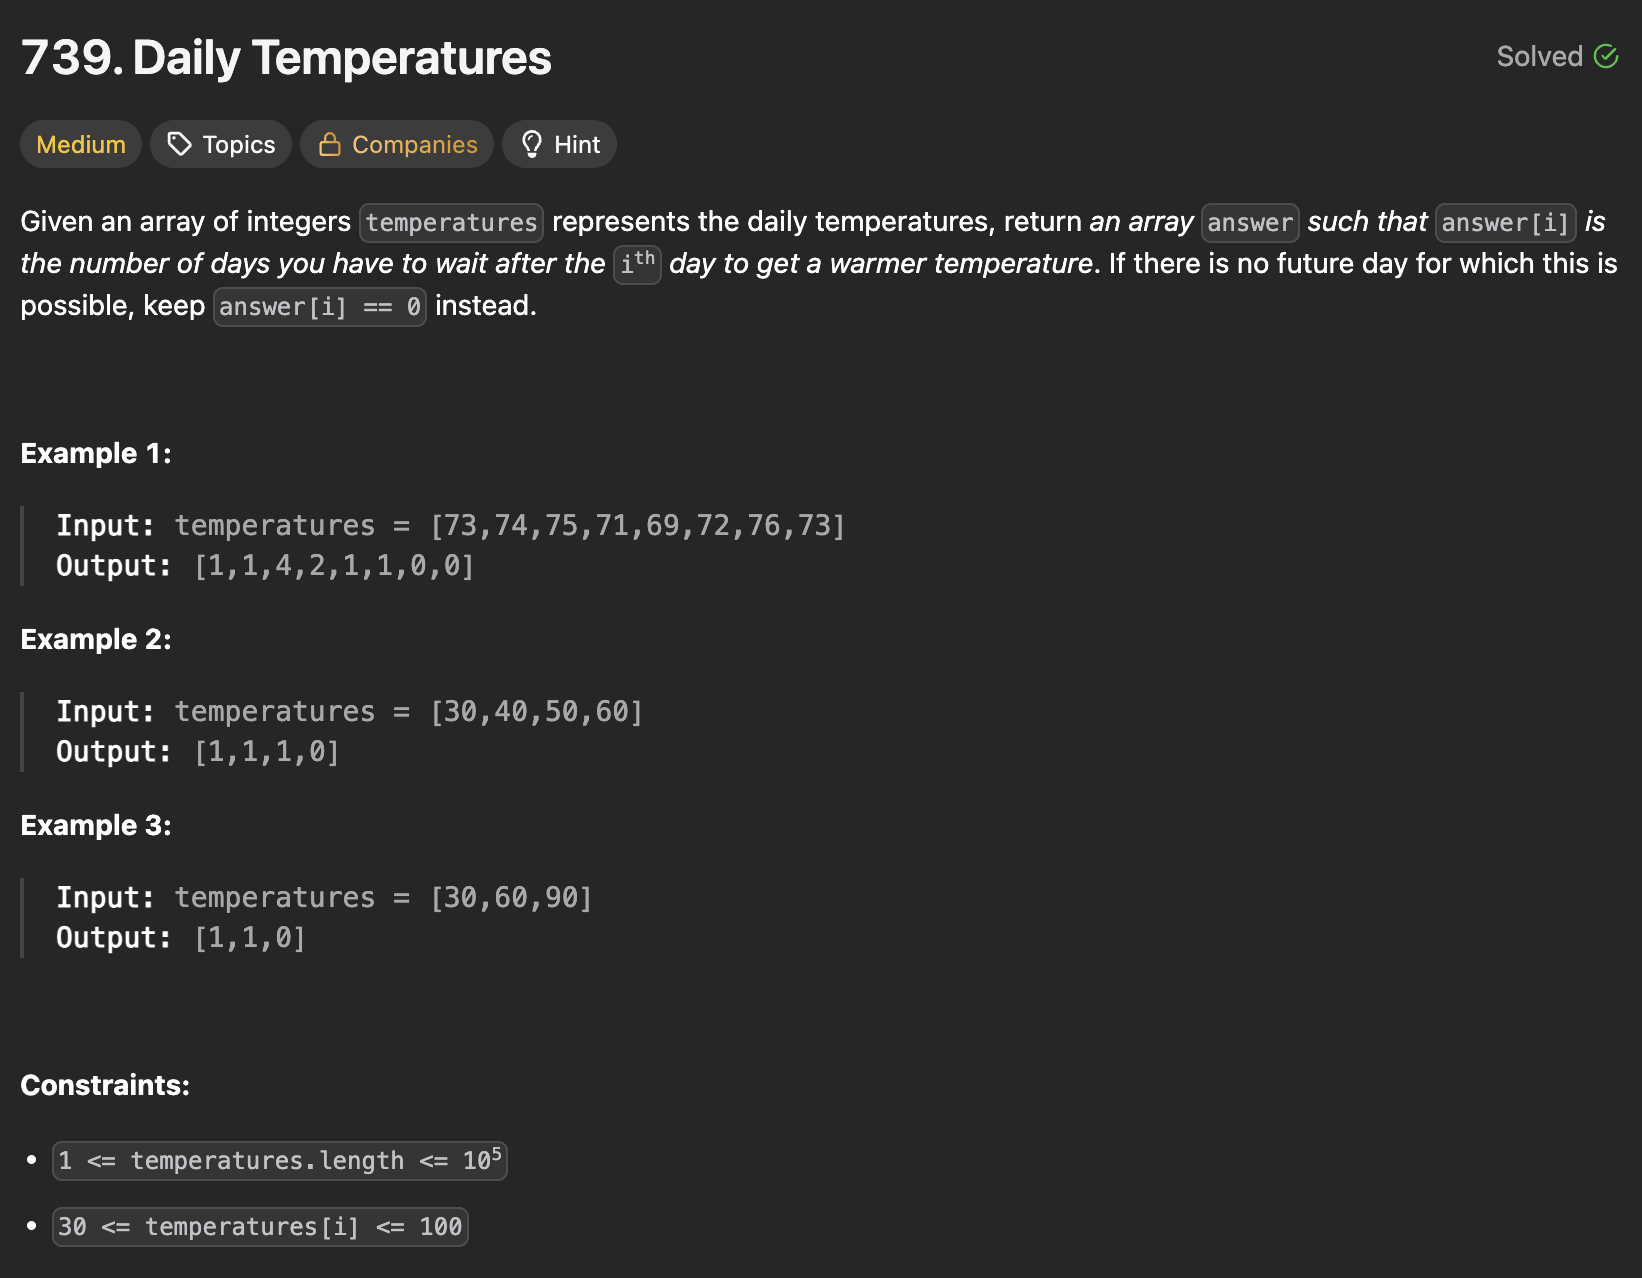 739. Daily Temperatures
Solved
Medium
Topics
Companies
Hint
Given an array of integers temperatures represents the daily temperatures, return an array answer such that answer[i] is
the number of days you have to wait after the iᵗʰ day to get a warmer temperature. If there is no future day for which this is
possible, keep answer[i] == 0 instead.
Example 1:
Input: temperatures = [73,74,75,71,69,72,76,73]
Output: [1,1,4,2,1,1,0,0]
Example 2:
Input: temperatures = [30,40,50,60]
Output: [1,1,1,0]
Example 3:
Input: temperatures = [30,60,90]
Output: [1,1,0]
Constraints:
• 1 <= temperatures.length <= 10⁵
• 30 <= temperatures[i] <= 100